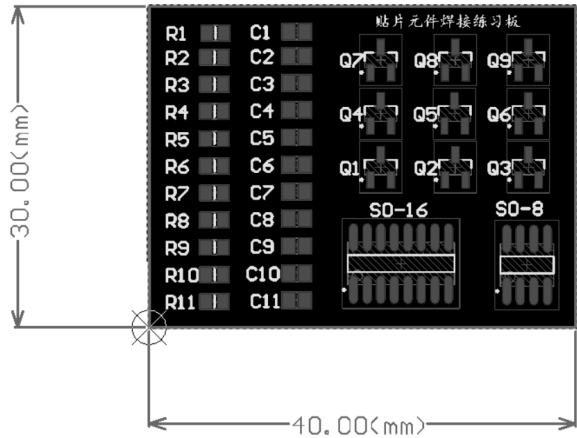 贴片元件焊接练习板
R1 C1
R2 C2
R3 C3
R4 C4
R5 C5
R6 C6
R7 C7
R8 C8
R9 C9
R10 C10
R11 C11
Q7 Q8 Q9
Q4 Q5 Q6
Q1 Q2 Q3
SO-16 SO-8
30.00(mm)
40.00(mm)